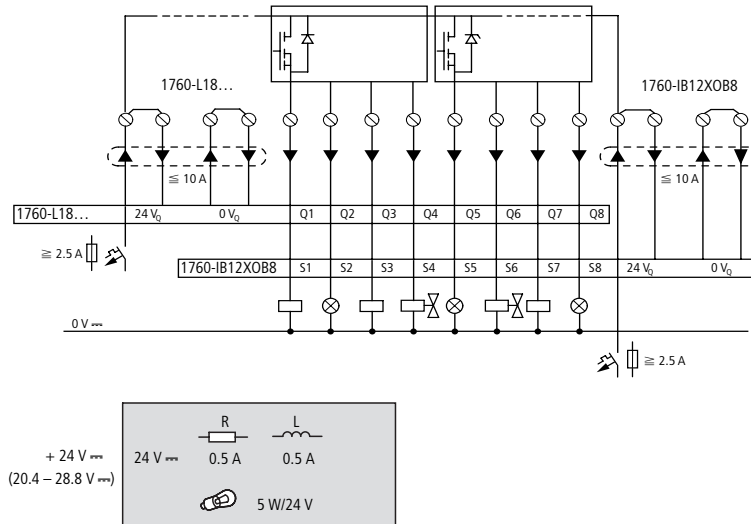 1760-L18...
1760-IB12XOB8
≦ 10 A
≦ 10 A
1760-L18...
24 VQ
0 VQ
Q1
Q2
Q3
Q4
Q5
Q6
Q7
Q8
≧ 2.5 A
1760-IB12XOB8
S1
S2
S3
S4
S5
S6
S7
S8
24 VQ
0 VQ
0 V ⎓
≧ 2.5 A
R
L
+ 24 V ⎓
24 V ⎓
0.5 A
0.5 A
(20.4 – 28.8 V ⎓)
5 W/24 V